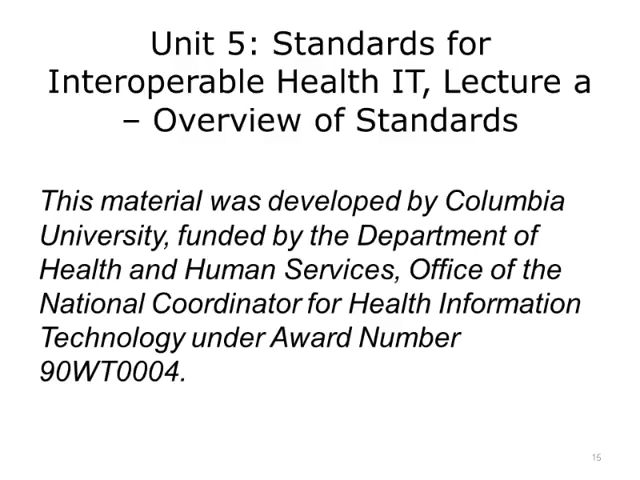 Unit 5: Standards for
Interoperable Health IT, Lecture a
– Overview of Standards
This material was developed by Columbia
University, funded by the Department of
Health and Human Services, Office of the
National Coordinator for Health Information
Technology under Award Number
90WT0004.
15